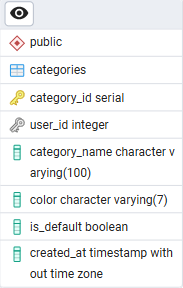 public
categories
category_id serial
user_id integer
category_name character v
arying(100)
color character varying(7)
is_default boolean
created_at timestamp with
out time zone